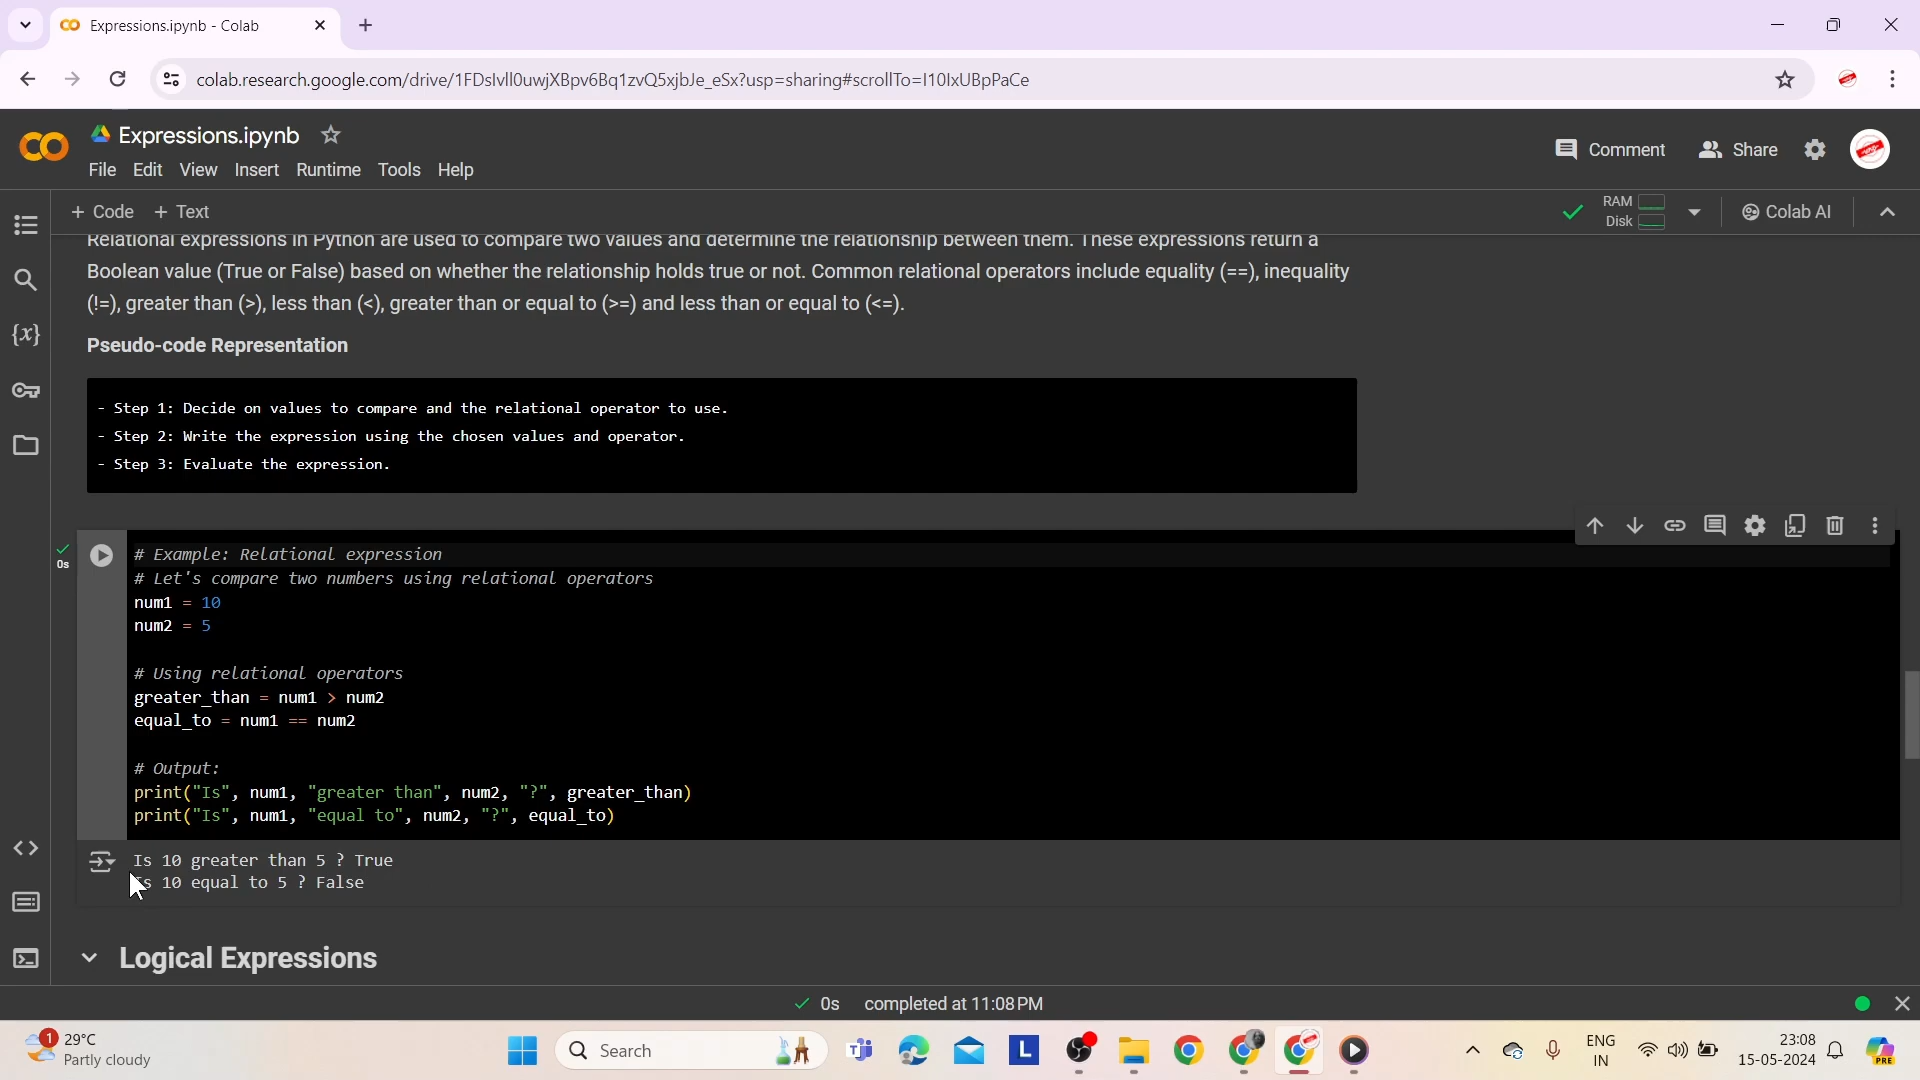 Expressions.ipynb - Colab
colab.research.google.com/drive/1FDslvll0uwjXBpv6Bq1zvQ5xjbJe_eSx?usp=sharing#scrollTo=I10IxUBpPaCe
Expressions.ipynb
Comment
Share
File Edit View Insert Runtime Tools Help
+ Code + Text
RAM
Disk
Colab AI
Relational expressions in Python are used to compare two values and determine the relationship between them. These expressions return a
Boolean value (True or False) based on whether the relationship holds true or not. Common relational operators include equality (==), inequality
(!=), greater than (>), less than (<), greater than or equal to (>=) and less than or equal to (<=).
Pseudo-code Representation
- Step 1: Decide on values to compare and the relational operator to use.
- Step 2: Write the expression using the chosen values and operator.
- Step 3: Evaluate the expression.
0s
# Example: Relational expression
# Let's compare two numbers using relational operators
num1 = 10
num2 = 5
# Using relational operators
greater_than = num1 > num2
equal_to = num1 == num2
# Output:
print("Is", num1, "greater than", num2, "?", greater_than)
print("Is", num1, "equal to", num2, "?", equal_to)
Is 10 greater than 5 ? True
Is 10 equal to 5 ? False
Logical Expressions
0s completed at 11:08 PM
1
29°C
Partly cloudy
Search
L
ENG
IN
23:08
15-05-2024
PRE